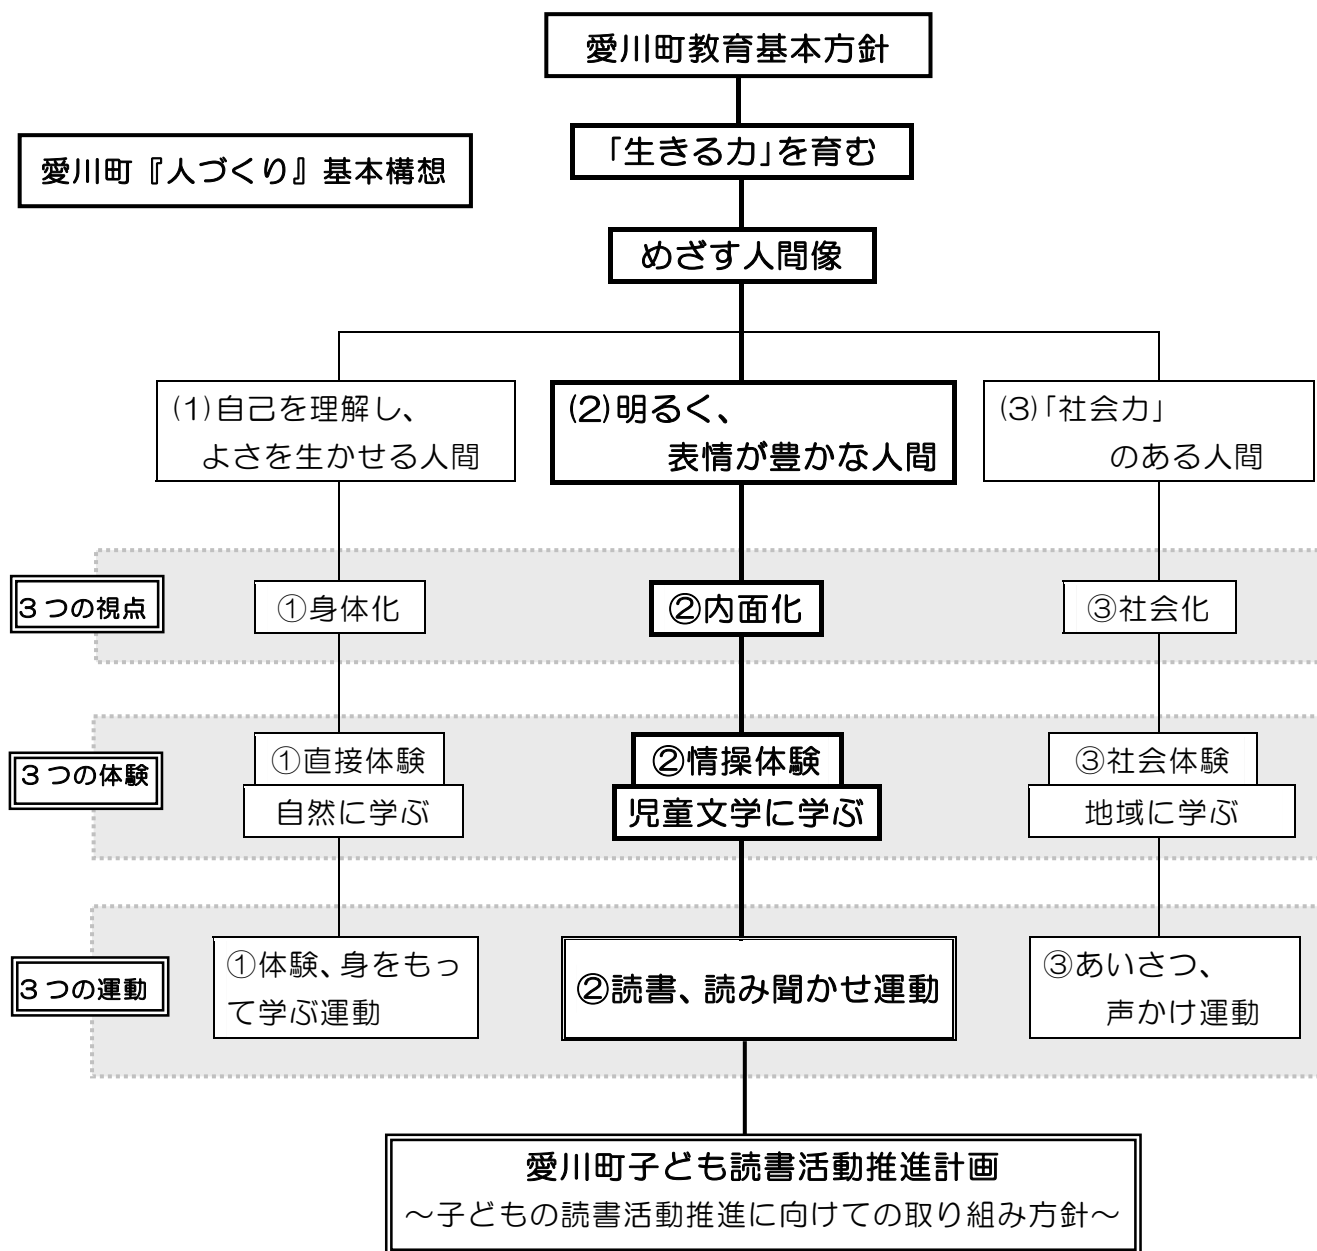 愛川町教育基本方針
「生きる力」を育む
愛川町『人づくり』基本構想
めざす人間像
(1)自己を理解し、
よさを生かせる人間
(2)明るく、
表情が豊かな人間
(3)「社会力」
のある人間
3つの視点
①身体化
②内面化
③社会化
3つの体験
①直接体験
自然に学ぶ
②情操体験
児童文学に学ぶ
③社会体験
地域に学ぶ
3つの運動
①体験、身をもっ
て学ぶ運動
②読書、読み聞かせ運動
③あいさつ、
声かけ運動
愛川町子ども読書活動推進計画
～子どもの読書活動推進に向けての取り組み方針～